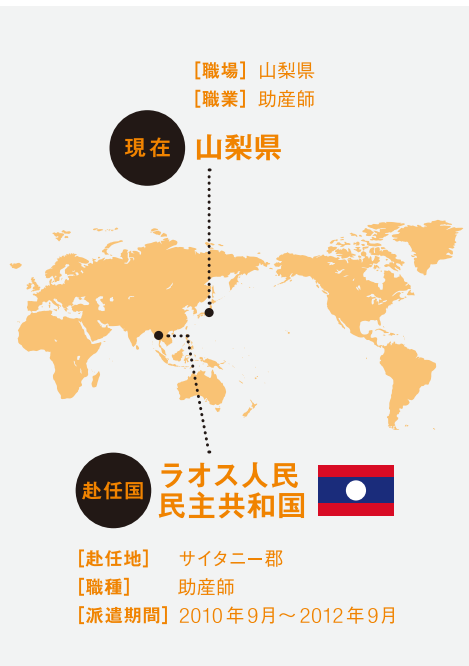 [職場] 山梨県
[職業] 助産師
現在 山梨県
赴任国 ラオス人民
民主共和国
[赴任地] サイタニー郡
[職種] 助産師
[派遣期間] 2010年9月〜2012年9月